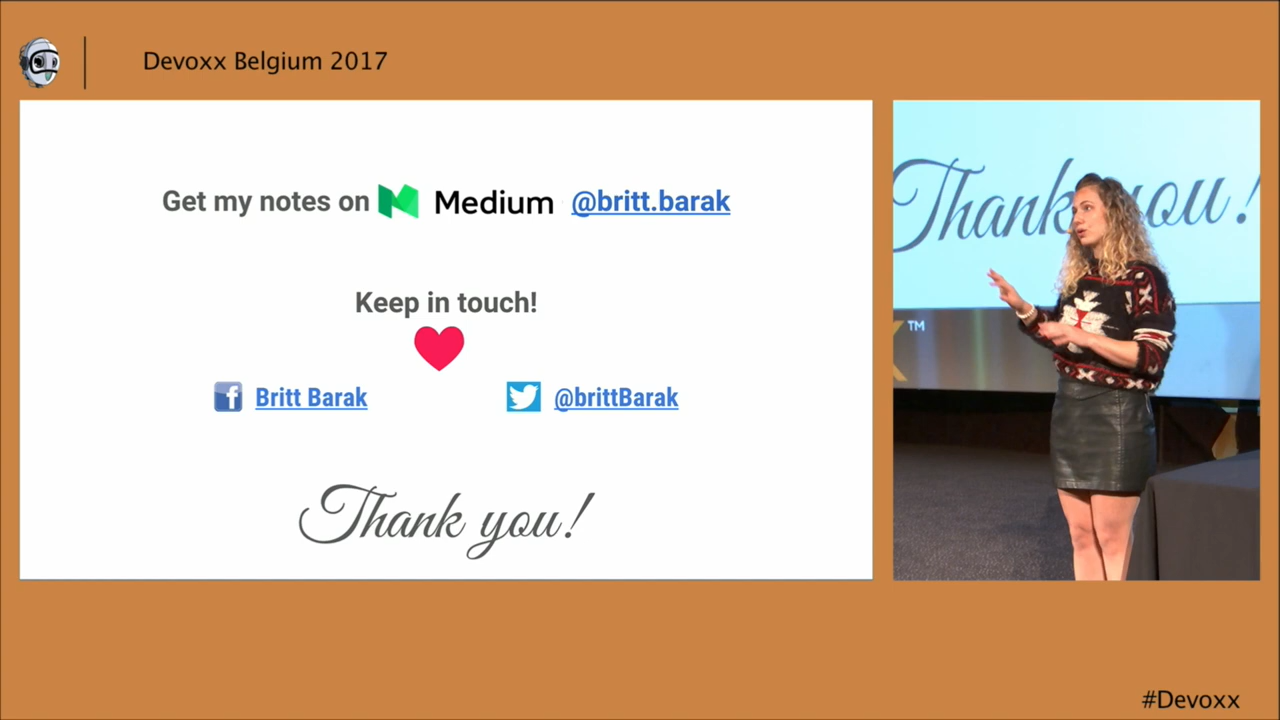 Devoxx Belgium 2017
Get my notes on Medium @britt.barak
Keep in touch!
Britt Barak
@brittBarak
Thank you!
Thank you!
TM
#Devoxx